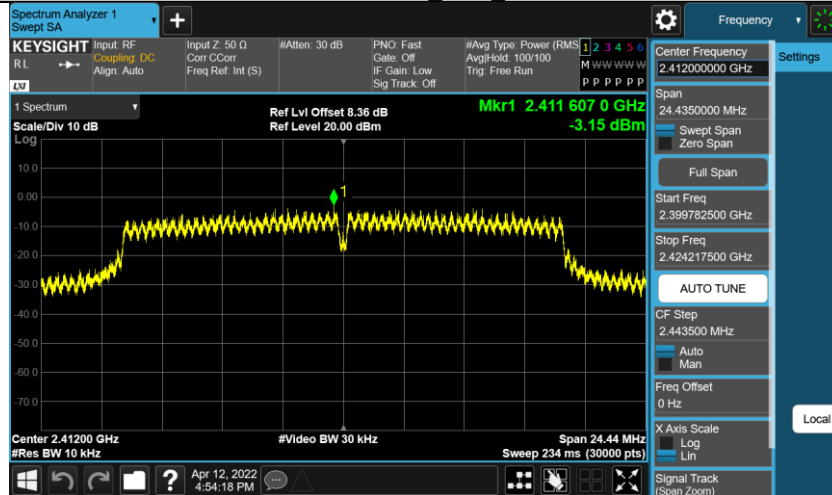 Spectrum Analyzer 1
Swept SA
Frequency
KEYSIGHT
RL
LXI
Input: RF
Coupling: DC
Align: Auto
Input Z: 50 Ω
Corr CCorr
Freq Ref: Int (S)
#Atten: 30 dB
PNO: Fast
Gate: Off
IF Gain: Low
Sig Track: Off
#Avg Type: Power (RMS
Avg|Hold: 100/100
Trig: Free Run
1 2 3 4 5 6
M W W W W W
P P P P P P
1 Spectrum
Scale/Div 10 dB
Log
Ref Lvl Offset 8.36 dB
Ref Level 20.00 dBm
Mkr1 2.411 607 0 GHz
-3.15 dBm
10.0
0.00
-10.0
-20.0
-30.0
-40.0
-50.0
-60.0
-70.0
1
Center 2.41200 GHz
#Res BW 10 kHz
#Video BW 30 kHz
Span 24.44 MHz
Sweep 234 ms (30000 pts)
Center Frequency
2.412000000 GHz
Settings
Span
24.4350000 MHz
Swept Span
Zero Span
Full Span
Start Freq
2.399782500 GHz
Stop Freq
2.424217500 GHz
AUTO TUNE
CF Step
2.443500 MHz
Auto
Man
Freq Offset
0 Hz
X Axis Scale
Log
Lin
Local
Signal Track
(Span Zoom)
?
Apr 12, 2022
4:54:18 PM